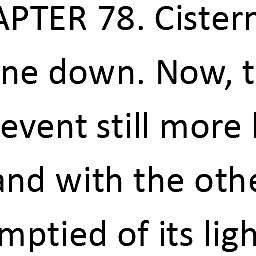 APTER 78. Cistern
ne down. Now, t
event still more
and with the othe
mptied of its ligh